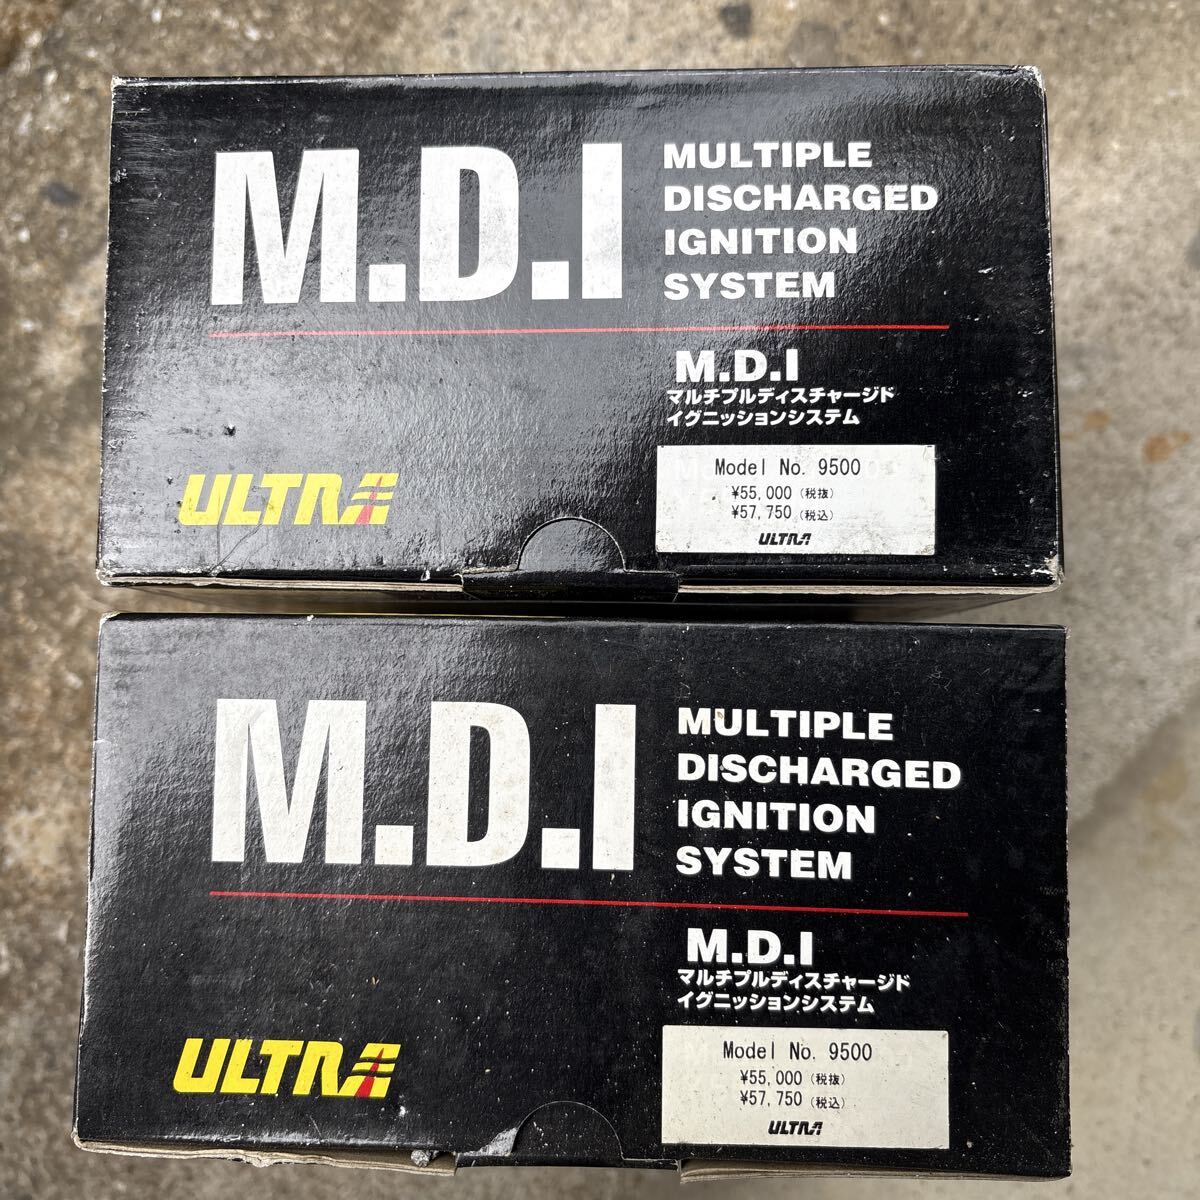 M.D.I
MULTIPLE
DISCHARGED
IGNITION
SYSTEM
M.D.I
マルチプルディスチャージド
イグニッションシステム
ULTRA
Model No. 9500
¥55,000 (税抜)
¥57,750 (税込)
ULTRA
M.D.I
MULTIPLE
DISCHARGED
IGNITION
SYSTEM
M.D.I
マルチプルディスチャージド
イグニッションシステム
ULTRA
Model No. 9500
¥55,000 (税抜)
¥57,750 (税込)
ULTRA